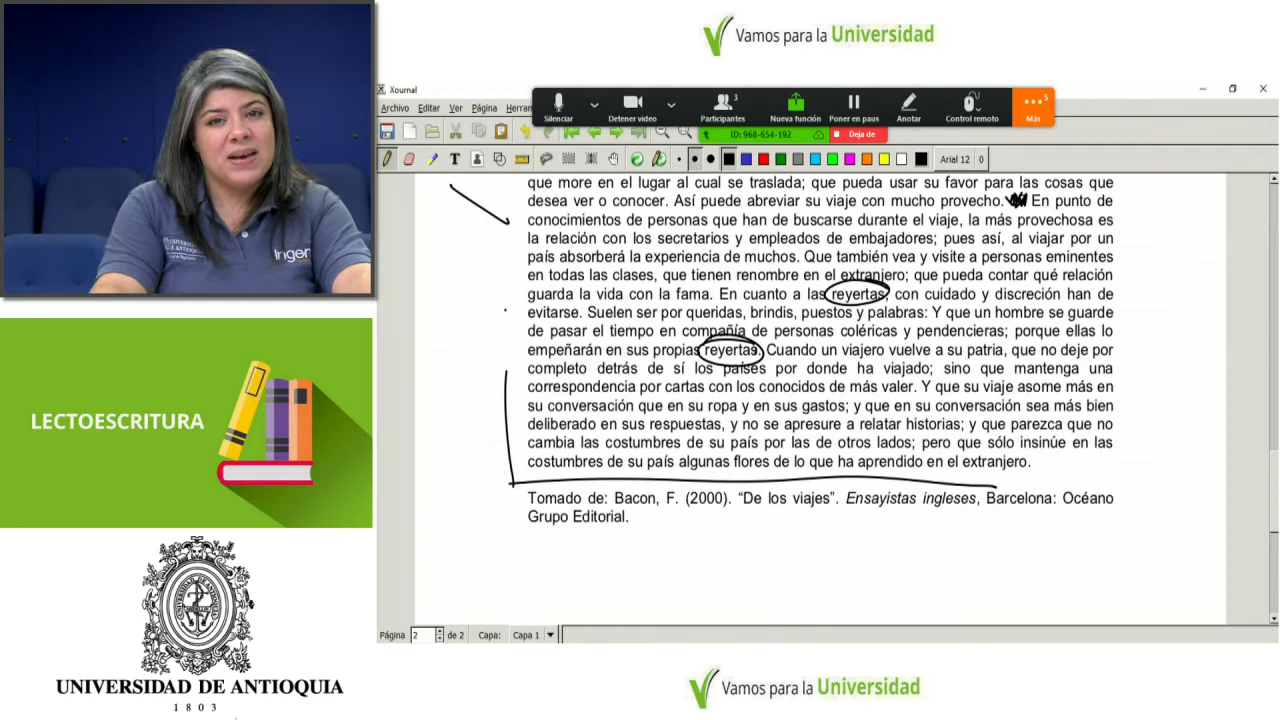 Vamos para la Universidad
Xournal
Archivo Editar Ver Página Herran
Silenciar
Detener video
3
Participantes
Nueva función
Poner en paus
Anotar
Control remoto
5
Más
ID: 968-654-192
Deja de
T
Arial 12 0
que more en el lugar al cual se traslada; que pueda usar su favor para las cosas que
desea ver o conocer. Así puede abreviar su viaje con mucho provecho. En punto de
conocimientos de personas que han de buscarse durante el viaje, la más provechosa es
la relación con los secretarios y empleados de embajadores; pues así, al viajar por un
país absorberá la experiencia de muchos. Que también vea y visite a personas eminentes
en todas las clases, que tienen renombre en el extranjero; que pueda contar qué relación
guarda la vida con la fama. En cuanto a las reyertas, con cuidado y discreción han de
evitarse. Suelen ser por queridas, brindis, puestos y palabras: Y que un hombre se guarde
de pasar el tiempo en compañía de personas coléricas y pendencieras; porque ellas lo
empeñarán en sus propias reyertas. Cuando un viajero vuelve a su patria, que no deje por
completo detrás de sí los países por donde ha viajado; sino que mantenga una
correspondencia por cartas con los conocidos de más valer. Y que su viaje asome más en
su conversación que en su ropa y en sus gastos; y que en su conversación sea más bien
deliberado en sus respuestas, y no se apresure a relatar historias; y que parezca que no
cambia las costumbres de su país por las de otros lados; pero que sólo insinúe en las
costumbres de su país algunas flores de lo que ha aprendido en el extranjero.
Tomado de: Bacon, F. (2000). “De los viajes”. Ensayistas ingleses, Barcelona: Océano
Grupo Editorial.
Página 2 de 2 Capa: Capa 1
UNIVERSIDAD
DE ANTIOQUIA
Ingen
LECTOESCRITURA
UNIVERSIDAD DE ANTIOQUIA
1803
Vamos para la Universidad